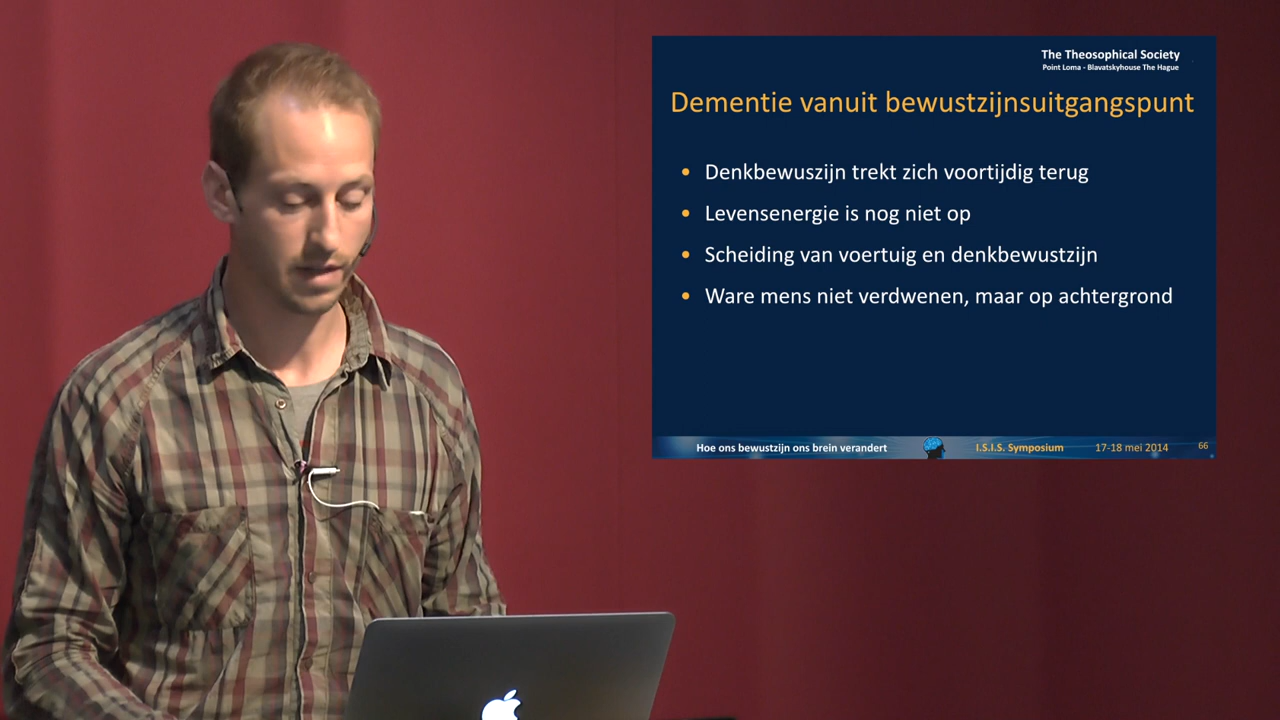 The Theosophical Society
Point Loma - Blavatskyhouse The Hague
Dementie vanuit bewustzijnsuitgangspunt
• Denkbewuszijn trekt zich voortijdig terug
• Levensenergie is nog niet op
• Scheiding van voertuig en denkbewustzijn
• Ware mens niet verdwenen, maar op achtergrond
Hoe ons bewustzijn ons brein verandert I.S.I.S. Symposium 17-18 mei 2014 66